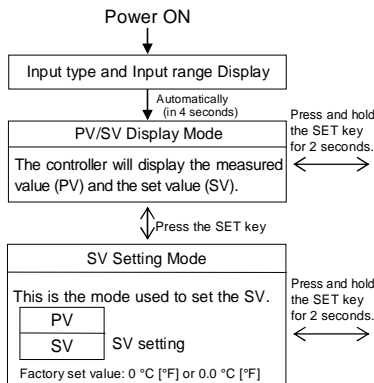 Power ON
Input type and Input range Display
Automatically
(in 4 seconds)
PV/SV Display Mode
The controller will display the measured
value (PV) and the set value (SV).
Press and hold
the SET key
for 2 seconds.
Press the SET key
SV Setting Mode
This is the mode used to set the SV.
PV
SV
SV setting
Factory set value: 0 °C [°F] or 0.0 °C [°F]
Press and hold
the SET key
for 2 seconds.